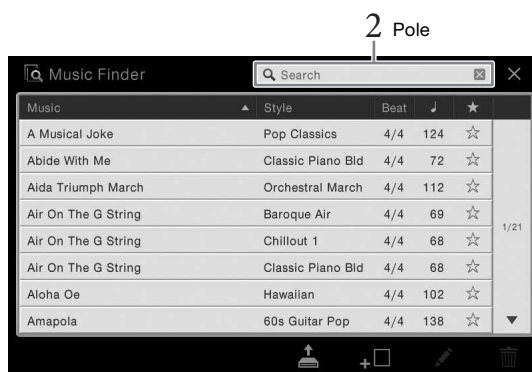 2 Pole
Music Finder
Search
Music Style Beat ♩ ★
A Musical Joke Pop Classics 4/4 124 ☆
Abide With Me Classic Piano Bld 4/4 72 ☆
Aida Triumph March Orchestral March 4/4 112 ☆
Air On The G String Baroque Air 4/4 69 ☆
Air On The G String Chillout 1 4/4 68 ☆
Air On The G String Classic Piano Bld 4/4 68 ☆
Aloha Oe Hawaiian 4/4 102 ☆
Amapola 60s Guitar Pop 4/4 138 ☆
1/21